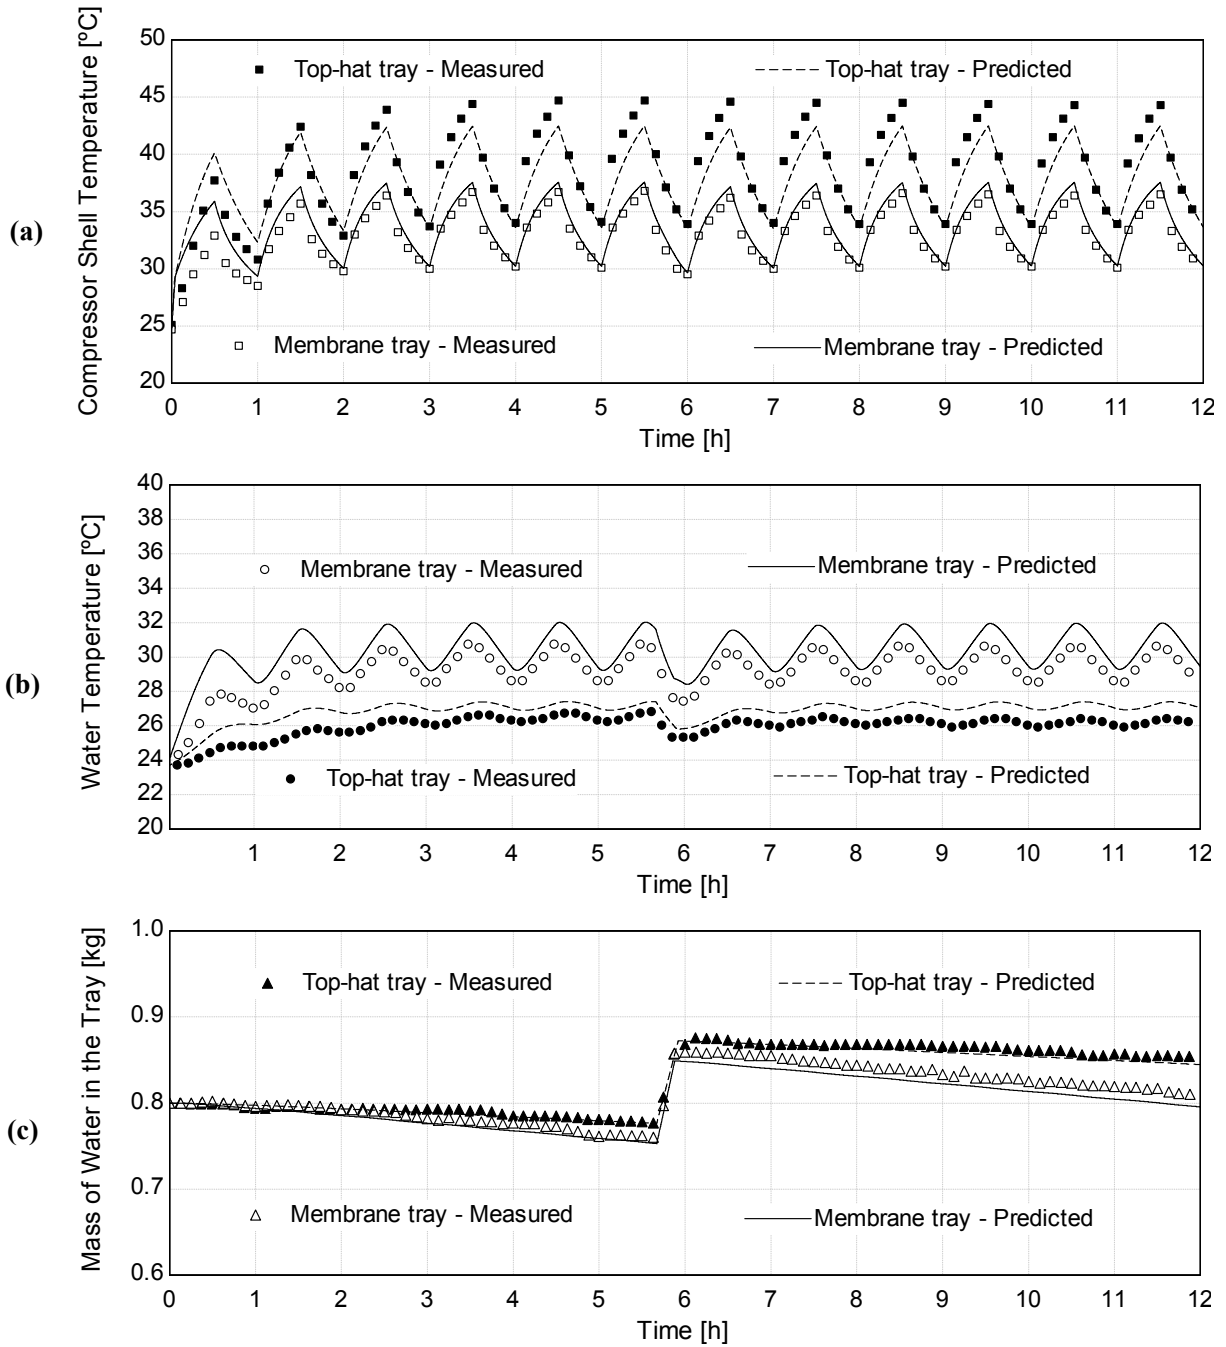 (a)
Compressor Shell Temperature [ºC]
50
45
40
35
30
25
20
Top-hat tray - Measured
Top-hat tray - Predicted
Membrane tray - Measured
Membrane tray - Predicted
0 1 2 3 4 5 6 7 8 9 10 11 12
Time [h]
(b)
Water Temperature [ºC]
40
38
36
34
32
30
28
26
24
22
20
Membrane tray - Measured
Membrane tray - Predicted
Top-hat tray - Measured
Top-hat tray - Predicted
1 2 3 4 5 6 7 8 9 10 11 12
Time [h]
(c)
Mass of Water in the Tray [kg]
1.0
0.9
0.8
0.7
0.6
Top-hat tray - Measured
Top-hat tray - Predicted
Membrane tray - Measured
Membrane tray - Predicted
0 1 2 3 4 5 6 7 8 9 10 11 12
Time [h]